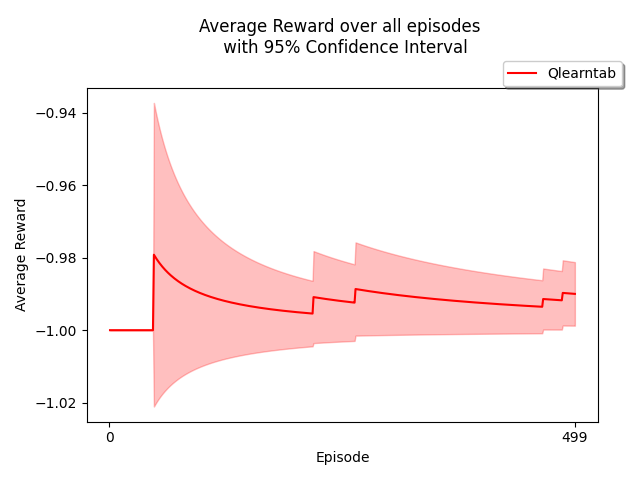 Average Reward over all episodes
with 95% Confidence Interval
Qlearntab
−0.94
−0.96
−0.98
−1.00
−1.02
Average Reward
0
499
Episode